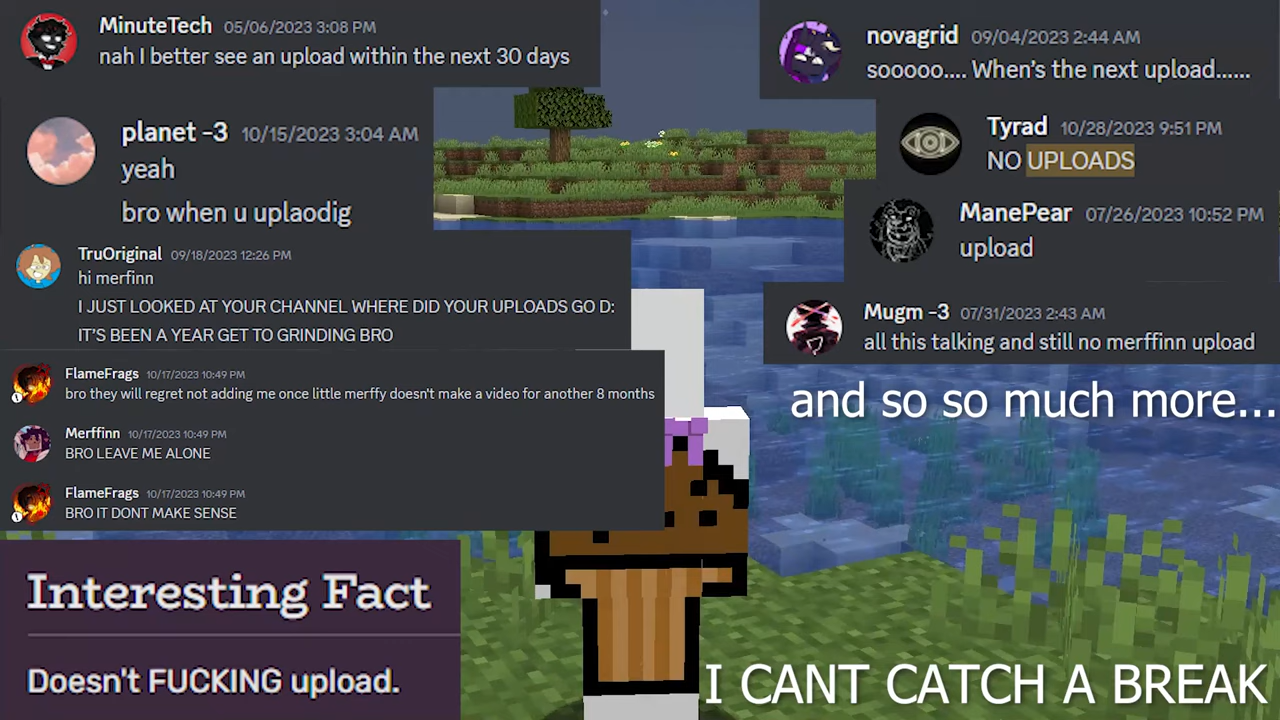 MinuteTech 05/06/2023 3:08 PM
nah I better see an upload within the next 30 days
planet -3 10/15/2023 3:04 AM
yeah
bro when u uplaodig
TruOriginal 09/18/2023 12:26 PM
hi merfinn
I JUST LOOKED AT YOUR CHANNEL WHERE DID YOUR UPLOADS GO D:
IT'S BEEN A YEAR GET TO GRINDING BRO
FlameFrags 10/17/2023 10:49 PM
bro they will regret not adding me once little merffy doesn't make a video for another 8 months
Merffinn 10/17/2023 10:49 PM
BRO LEAVE ME ALONE
FlameFrags 10/17/2023 10:49 PM
BRO IT DONT MAKE SENSE
Interesting Fact
Doesn't FUCKING upload.
novagrid 09/04/2023 2:44 AM
sooooo.... When's the next upload......
Tyrad 10/28/2023 9:51 PM
NO UPLOADS
ManePear 07/26/2023 10:52 PM
upload
Mugm -3 07/31/2023 2:43 AM
all this talking and still no merffinn upload
and so so much more...
I CANT CATCH A BREAK